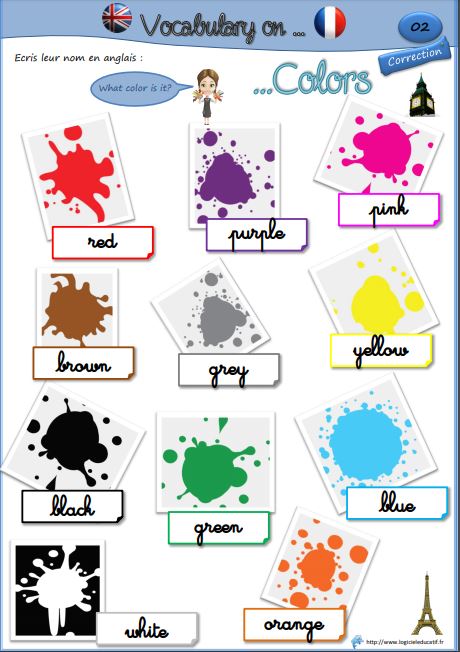 Vocabulary on ...
02
Correction
Ecris leur nom en anglais :
What color is it?
...Colors
red
purple
pink
brown
grey
yellow
black
green
blue
white
orange
http://www.logicieleducatif.fr